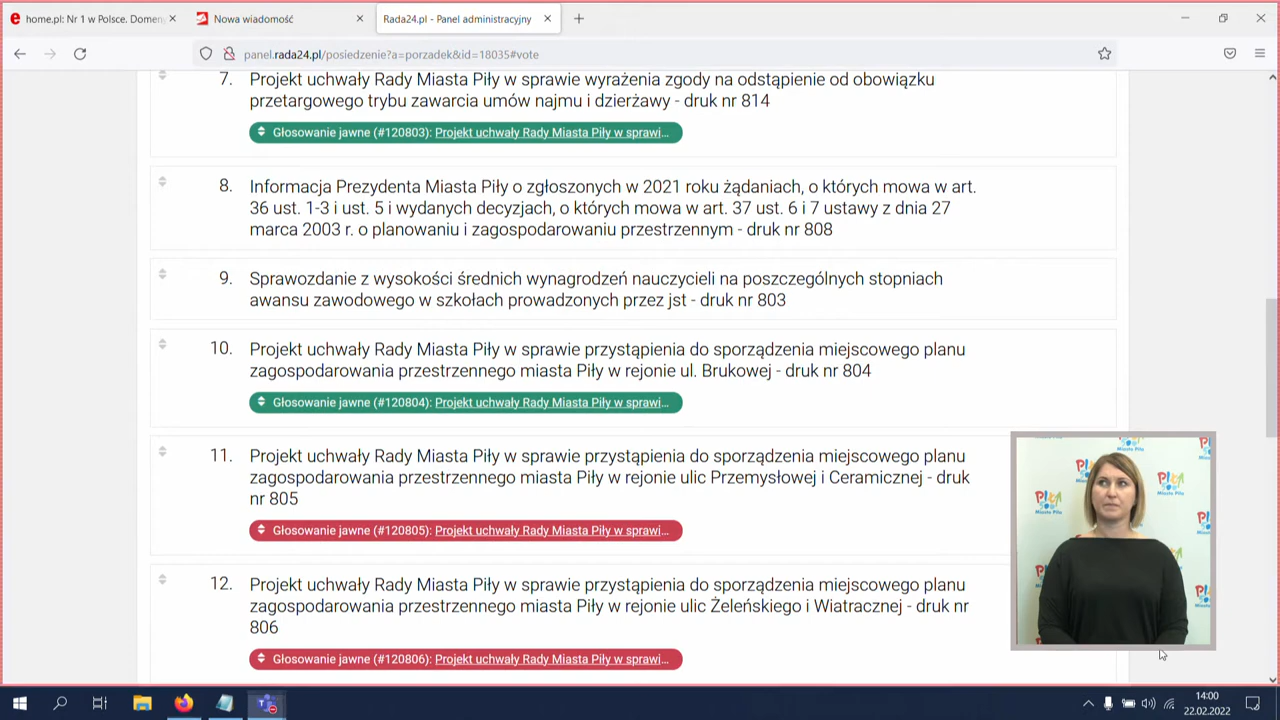 home.pl: Nr 1 w Polsce. Domen
Nowa wiadomość
Rada24.pl - Panel administracyjny
panel.rada24.pl/posiedzenie?a=porzadek&id=18035#vote
7. Projekt uchwały Rady Miasta Piły w sprawie wyrażenia zgody na odstąpienie od obowiązku
przetargowego trybu zawarcia umów najmu i dzierżawy - druk nr 814
Głosowanie jawne (#120803): Projekt uchwały Rady Miasta Piły w sprawi...
8. Informacja Prezydenta Miasta Piły o zgłoszonych w 2021 roku żądaniach, o których mowa w art.
36 ust. 1-3 i ust. 5 i wydanych decyzjach, o których mowa w art. 37 ust. 6 i 7 ustawy z dnia 27
marca 2003 r. o planowaniu i zagospodarowaniu przestrzennym - druk nr 808
9. Sprawozdanie z wysokości średnich wynagrodzeń nauczycieli na poszczególnych stopniach
awansu zawodowego w szkołach prowadzonych przez jst - druk nr 803
10. Projekt uchwały Rady Miasta Piły w sprawie przystąpienia do sporządzenia miejscowego planu
zagospodarowania przestrzennego miasta Piły w rejonie ul. Brukowej - druk nr 804
Głosowanie jawne (#120804): Projekt uchwały Rady Miasta Piły w sprawi...
11. Projekt uchwały Rady Miasta Piły w sprawie przystąpienia do sporządzenia miejscowego planu
zagospodarowania przestrzennego miasta Piły w rejonie ulic Przemysłowej i Ceramicznej - druk
nr 805
Głosowanie jawne (#120805): Projekt uchwały Rady Miasta Piły w sprawi...
12. Projekt uchwały Rady Miasta Piły w sprawie przystąpienia do sporządzenia miejscowego planu
zagospodarowania przestrzennego miasta Piły w rejonie ulic Żeleńskiego i Wiatracznej - druk nr
806
Głosowanie jawne (#120806): Projekt uchwały Rady Miasta Piły w sprawi...
14:00
22.02.2022